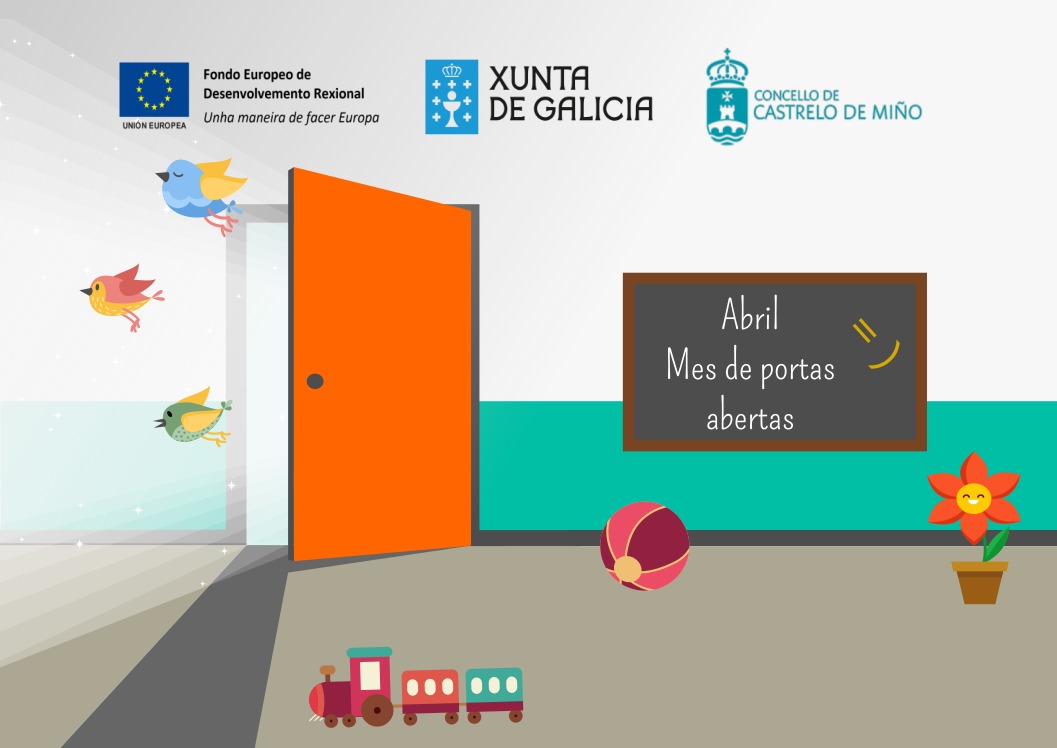 Fondo Europeo de
Desenvolvemento Rexional
Unha maneira de facer Europa
UNIÓN EUROPEA
XUNTA
DE GALICIA
CONCELLO DE
CASTRELO DE MIÑO
Abril
Mes de portas
abertas